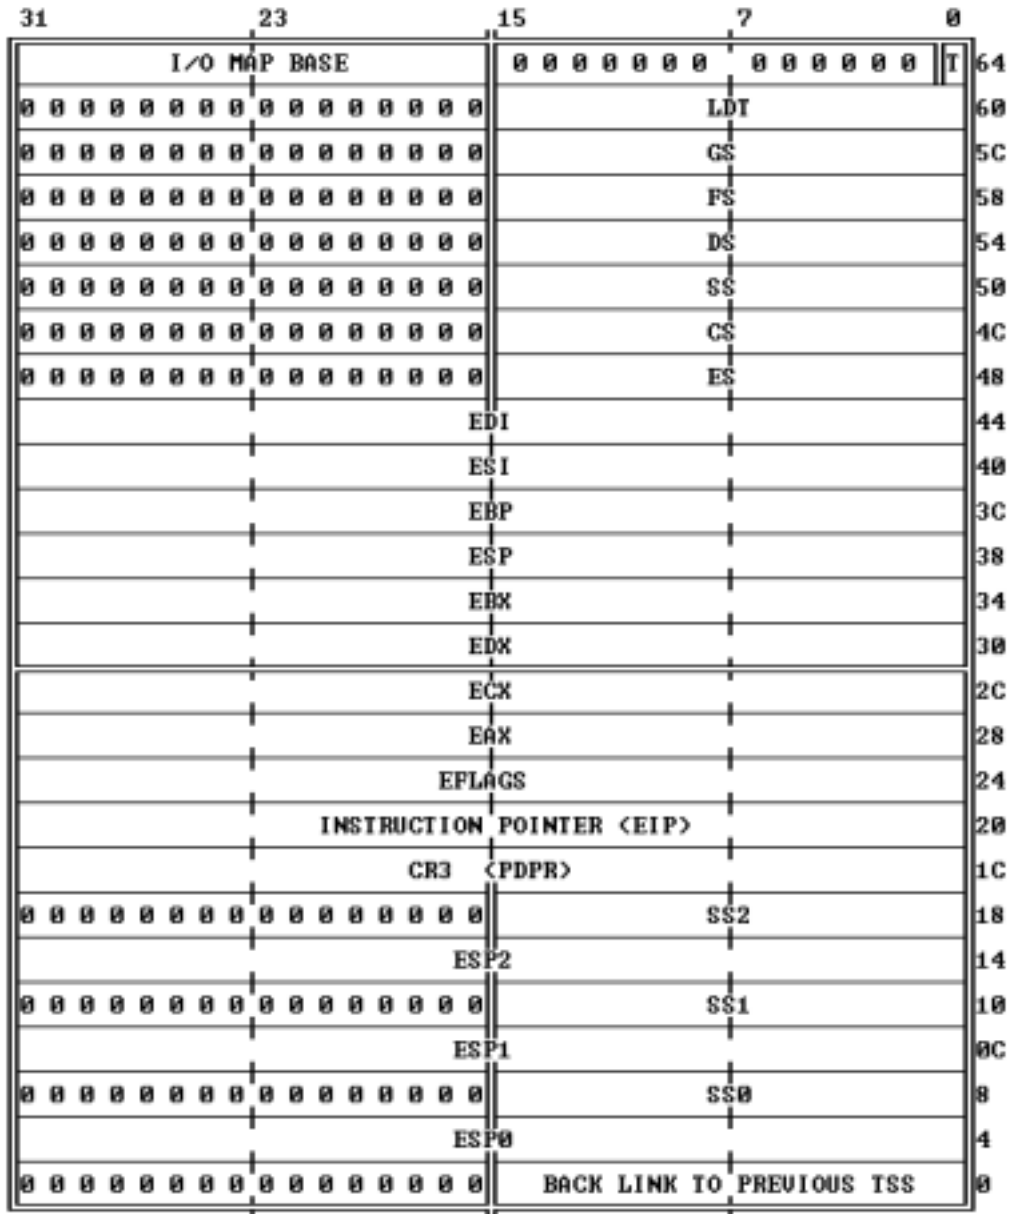 31 23 15 7 0
I/O MAP BASE 0 0 0 0 0 0 0 0 0 0 0 0 0 T 64
0 0 0 0 0 0 0 0 0 0 0 0 0 0 0 0 LDT 60
0 0 0 0 0 0 0 0 0 0 0 0 0 0 0 0 GS 5C
0 0 0 0 0 0 0 0 0 0 0 0 0 0 0 0 FS 58
0 0 0 0 0 0 0 0 0 0 0 0 0 0 0 0 DS 54
0 0 0 0 0 0 0 0 0 0 0 0 0 0 0 0 SS 50
0 0 0 0 0 0 0 0 0 0 0 0 0 0 0 0 CS 4C
0 0 0 0 0 0 0 0 0 0 0 0 0 0 0 0 ES 48
EDI 44
ESI 40
EBP 3C
ESP 38
EBX 34
EDX 30
ECX 2C
EAX 28
EFLAGS 24
INSTRUCTION POINTER (EIP) 20
CR3 (PDPR) 1C
0 0 0 0 0 0 0 0 0 0 0 0 0 0 0 0 SS2 18
ESP2 14
0 0 0 0 0 0 0 0 0 0 0 0 0 0 0 0 SS1 10
ESP1 0C
0 0 0 0 0 0 0 0 0 0 0 0 0 0 0 0 SS0 8
ESP0 4
0 0 0 0 0 0 0 0 0 0 0 0 0 0 0 0 BACK LINK TO PREVIOUS TSS 0